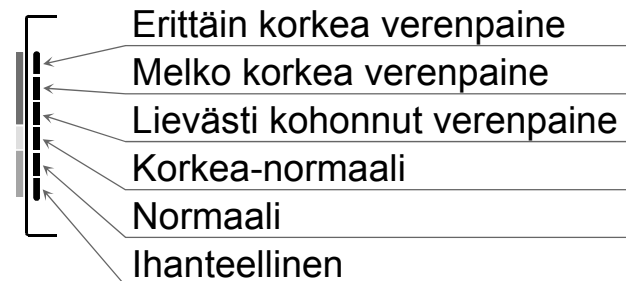 Erittäin korkea verenpaine
Melko korkea verenpaine
Lievästi kohonnut verenpaine
Korkea-normaali
Normaali
Ihanteellinen